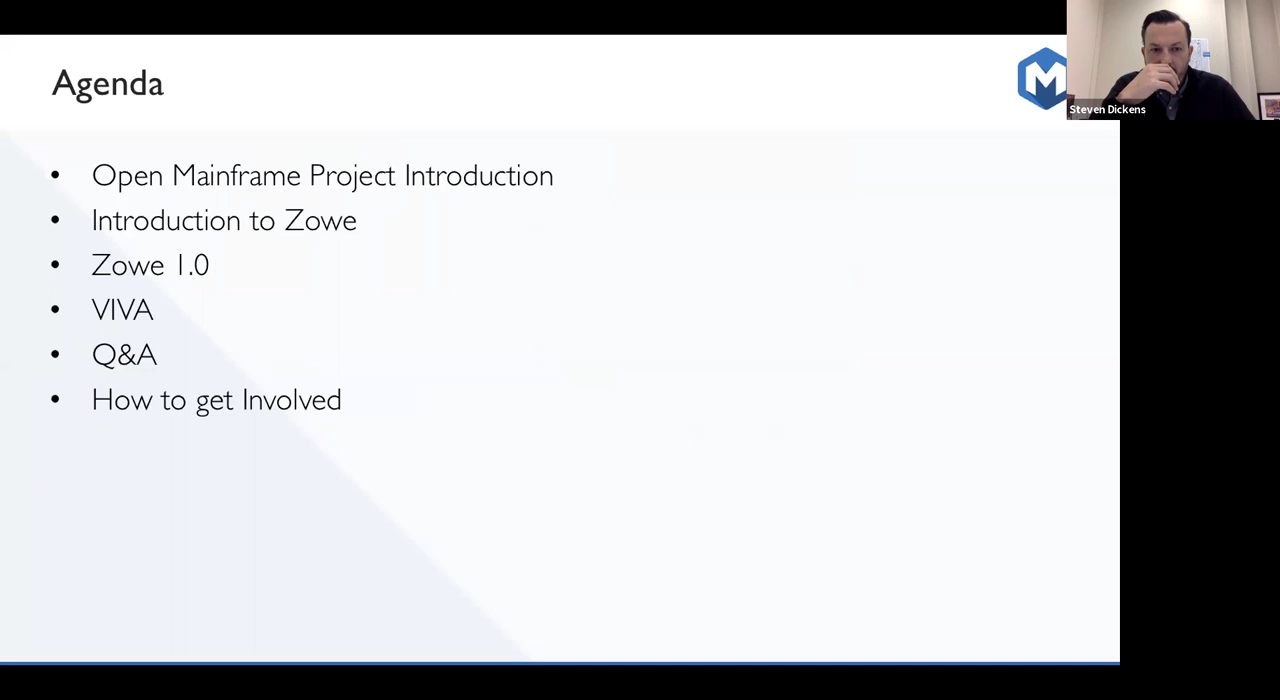 Agenda
M
Steven Dickens
• Open Mainframe Project Introduction
• Introduction to Zowe
• Zowe 1.0
• VIVA
• Q&A
• How to get Involved